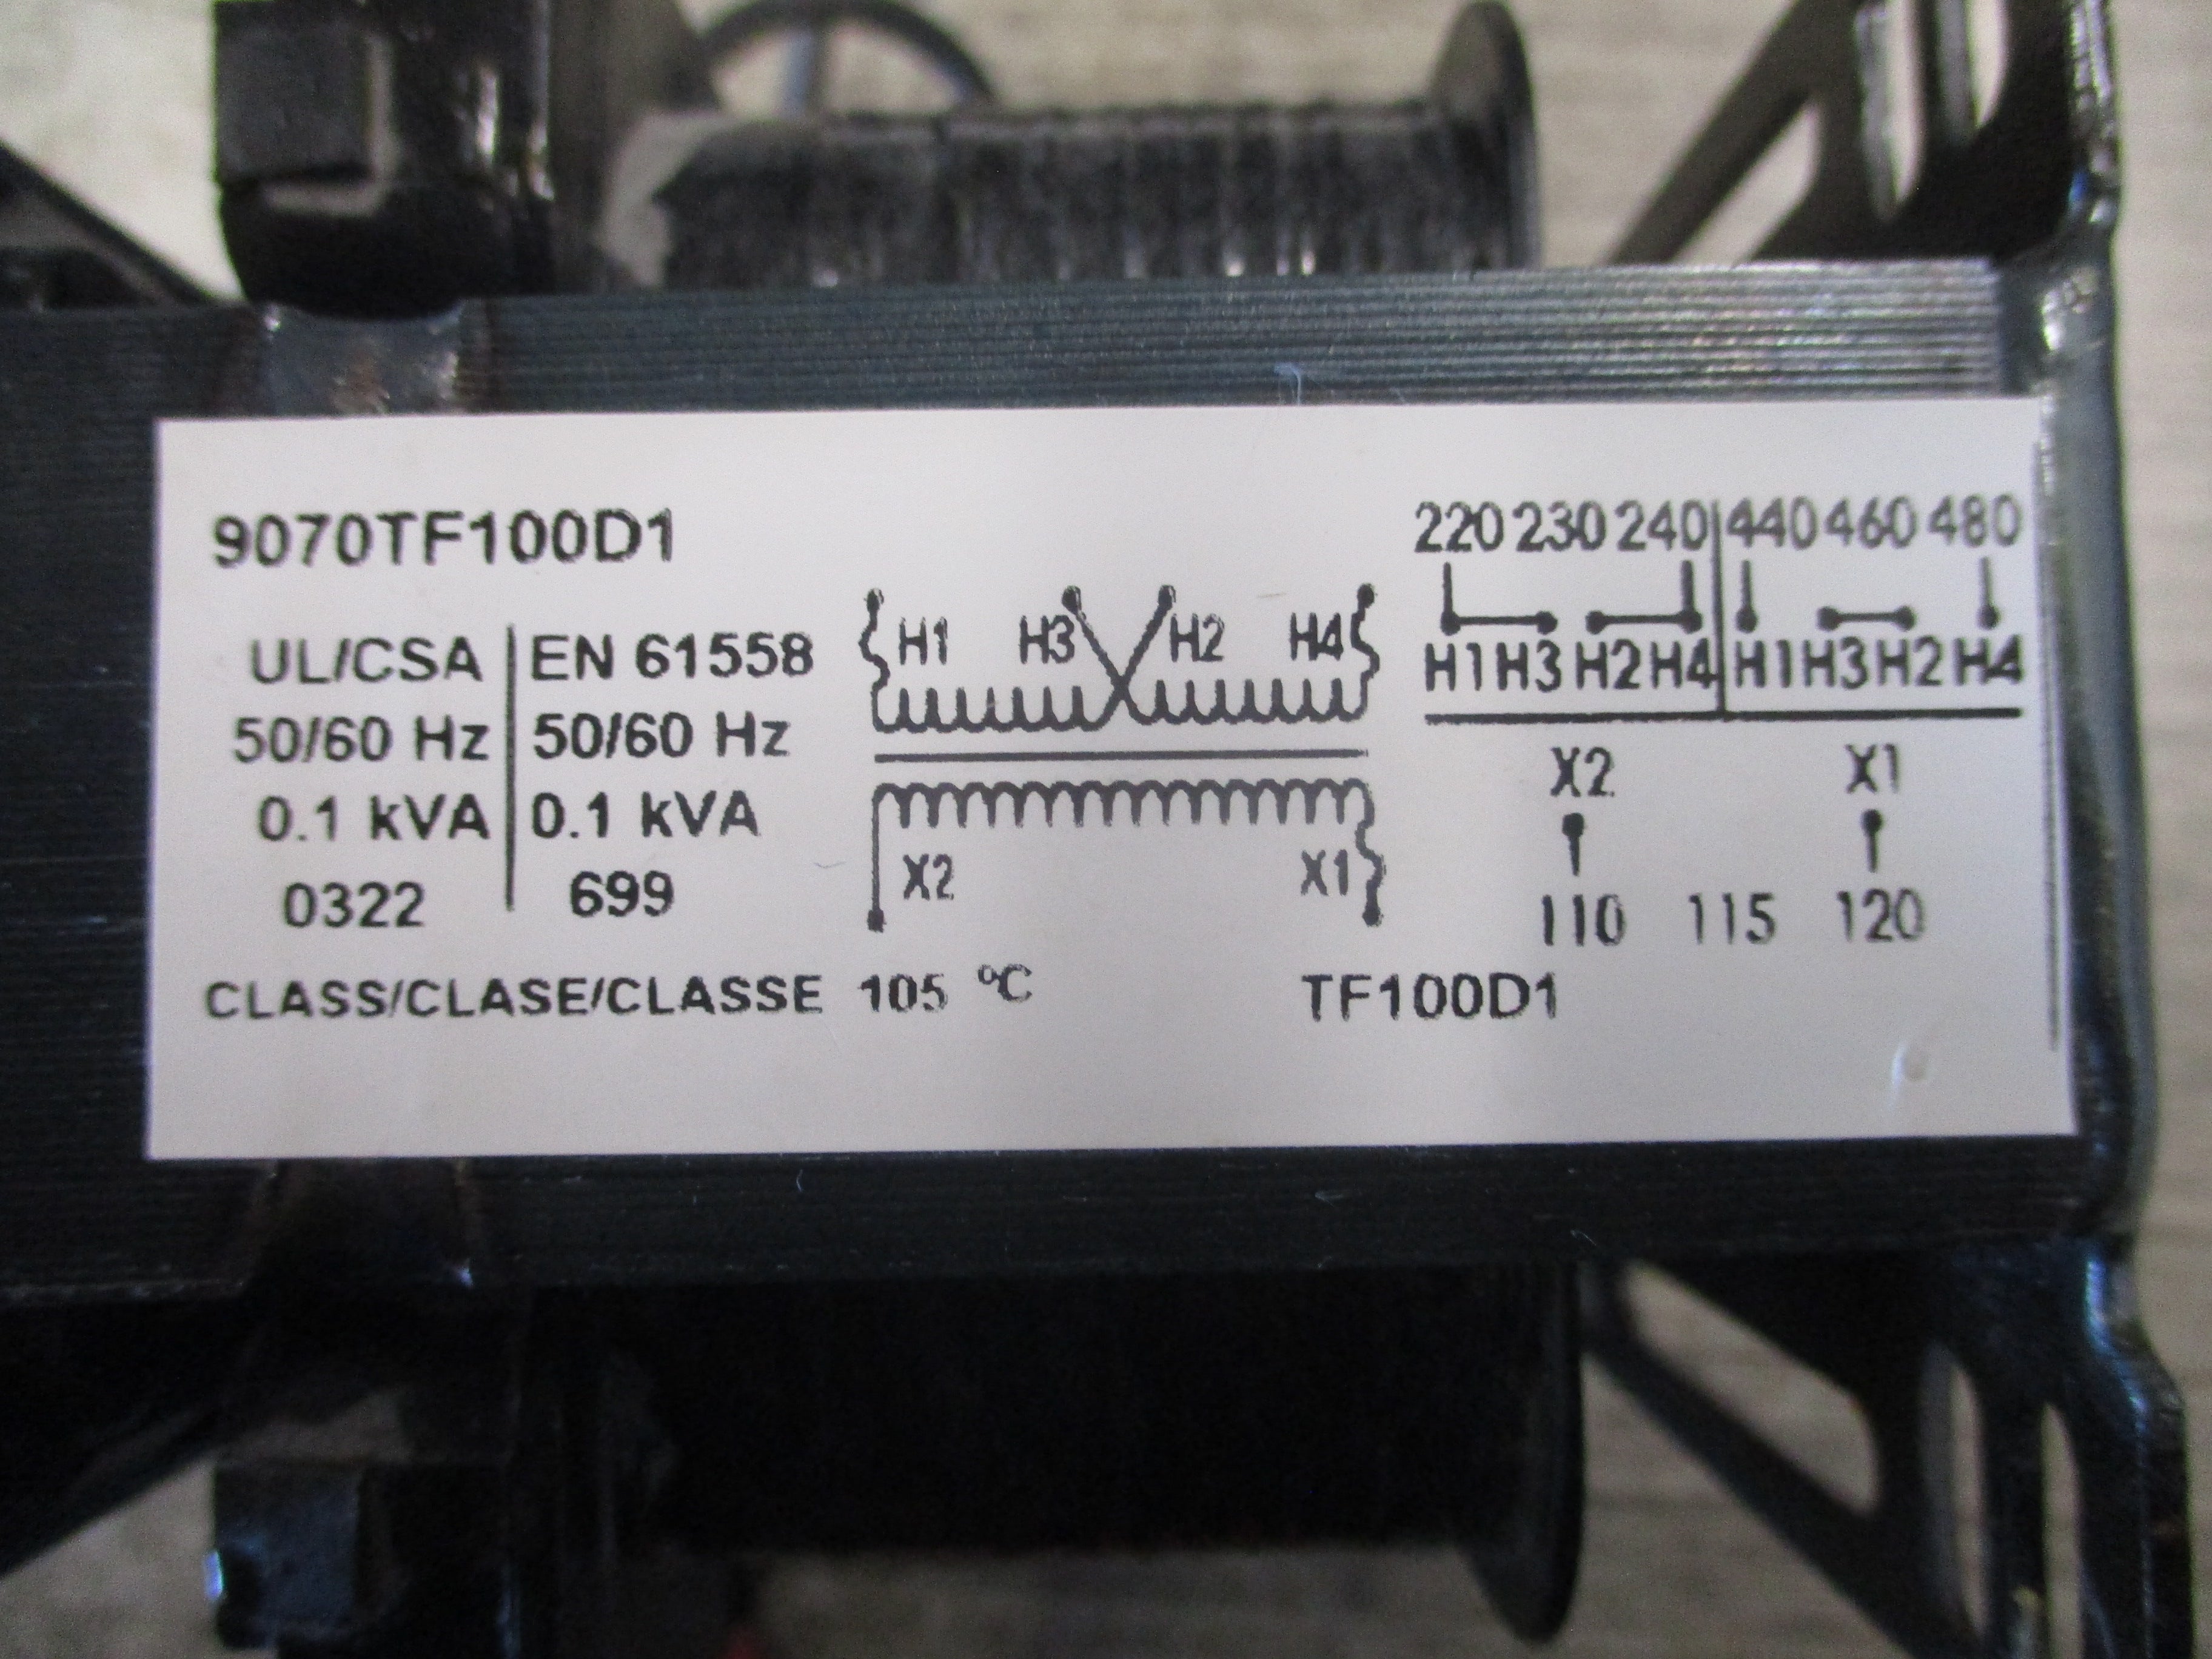 9070TF100D1
UL/CSA EN 61558
50/60 Hz 50/60 Hz
0.1 kVA 0.1 kVA
0322 699
CLASS/CLASE/CLASSE 105 °C
H1 H3 H2 H4
X2 X1
220 230 240 440 460 480
H1 H3 H2 H4 H1 H3 H2 H4
X2 X1
110 115 120
TF100D1